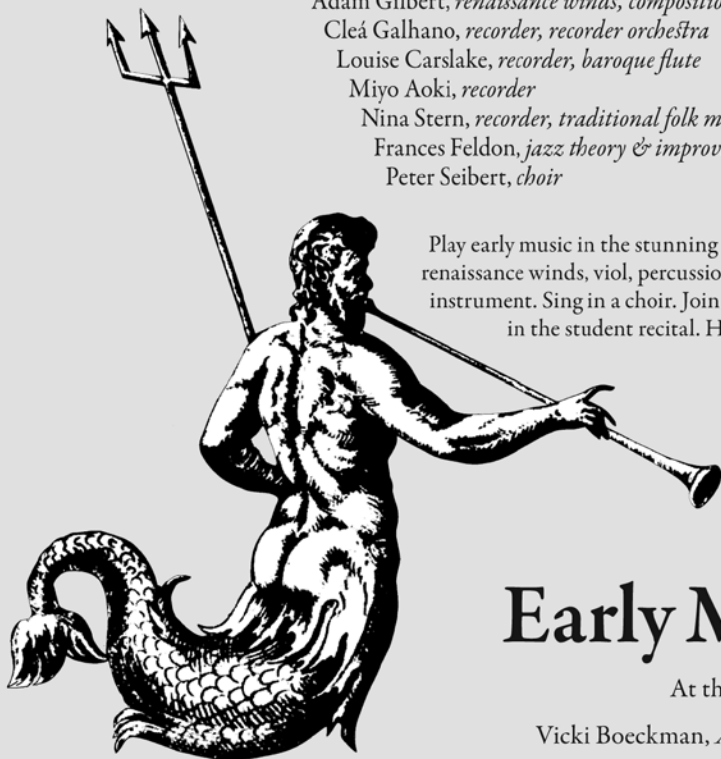 Adam Gilbert, renaissance winds, compositio
Cleá Galhano, recorder, recorder orchestra
Louise Carslake, recorder, baroque flute
Miyo Aoki, recorder
Nina Stern, recorder, traditional folk m
Frances Feldon, jazz theory & improv
Peter Seibert, choir
Play early music in the stunning
renaissance winds, viol, percussio
instrument. Sing in a choir. Join
in the student recital. H
Early M
At th
Vicki Boeckman, A